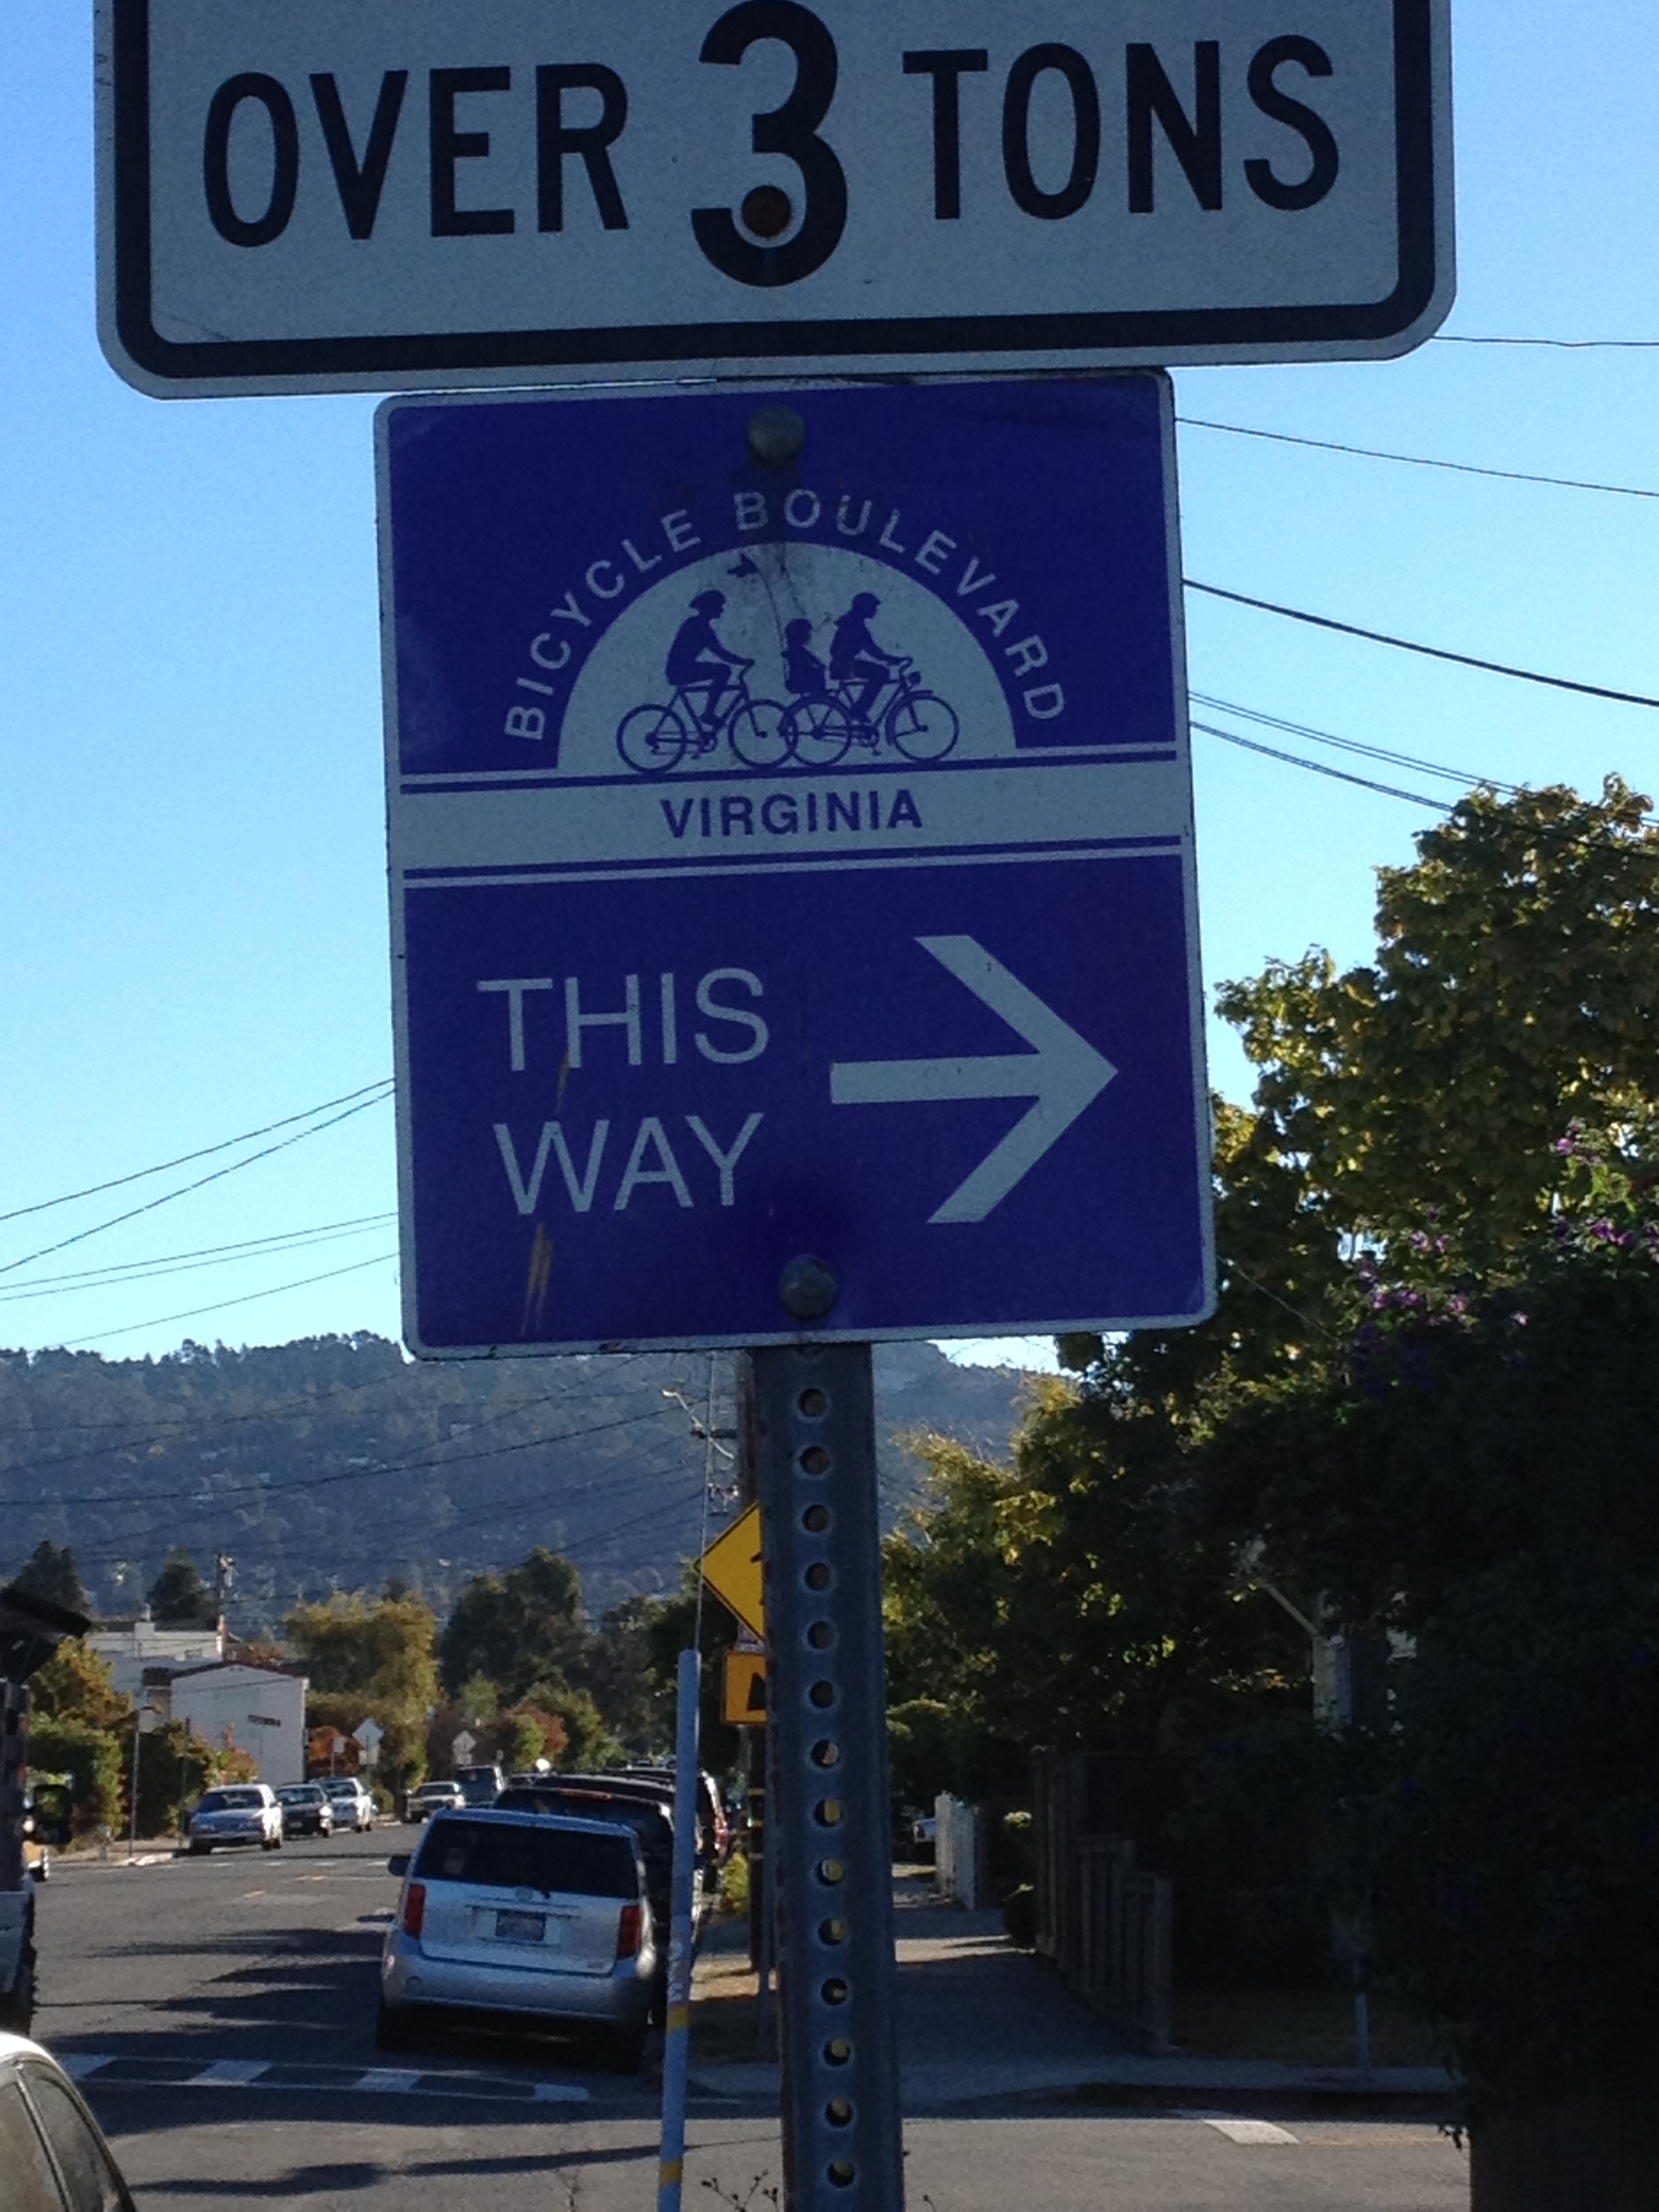 OVER 3 TONS
BICYCLE BOULEVARD
VIRGINIA
THIS
WAY